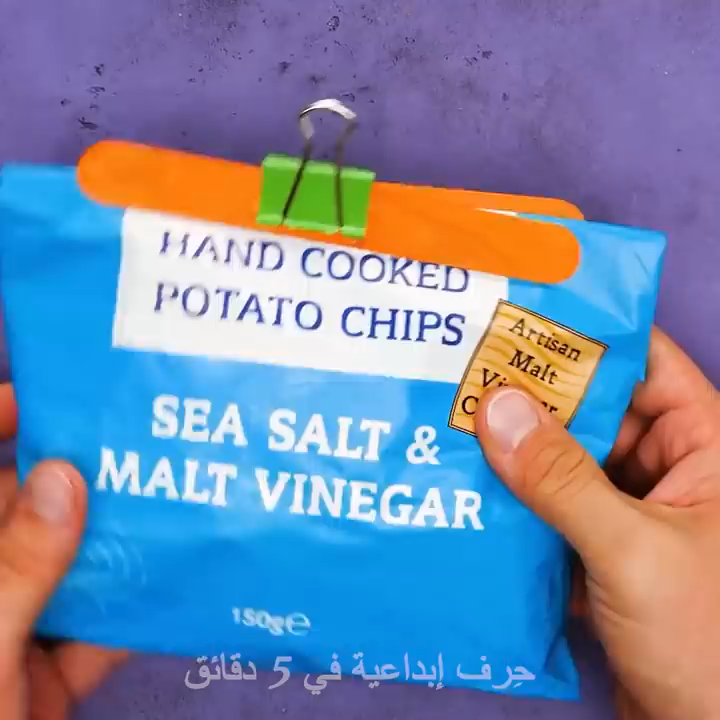 HAND COOKED
POTATO CHIPS
Artisan
Malt
SEA SALT &
MALT VINEGAR
150g℮
حِرف إبداعية في 5 دقائق